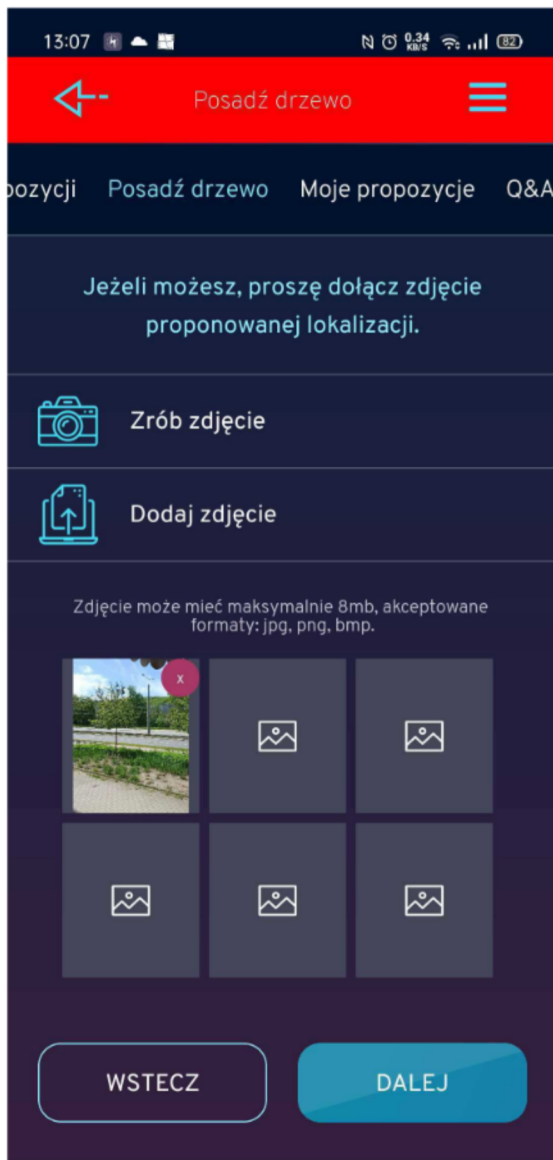 13:07
0.34
KB/S
82
Posadź drzewo
pozycji Posadź drzewo Moje propozycje Q&A
Jeżeli możesz, proszę dołącz zdjęcie
proponowanej lokalizacji.
Zrób zdjęcie
Dodaj zdjęcie
Zdjęcie może mieć maksymalnie 8mb, akceptowane
formaty: jpg, png, bmp.
x
WSTECZ
DALEJ